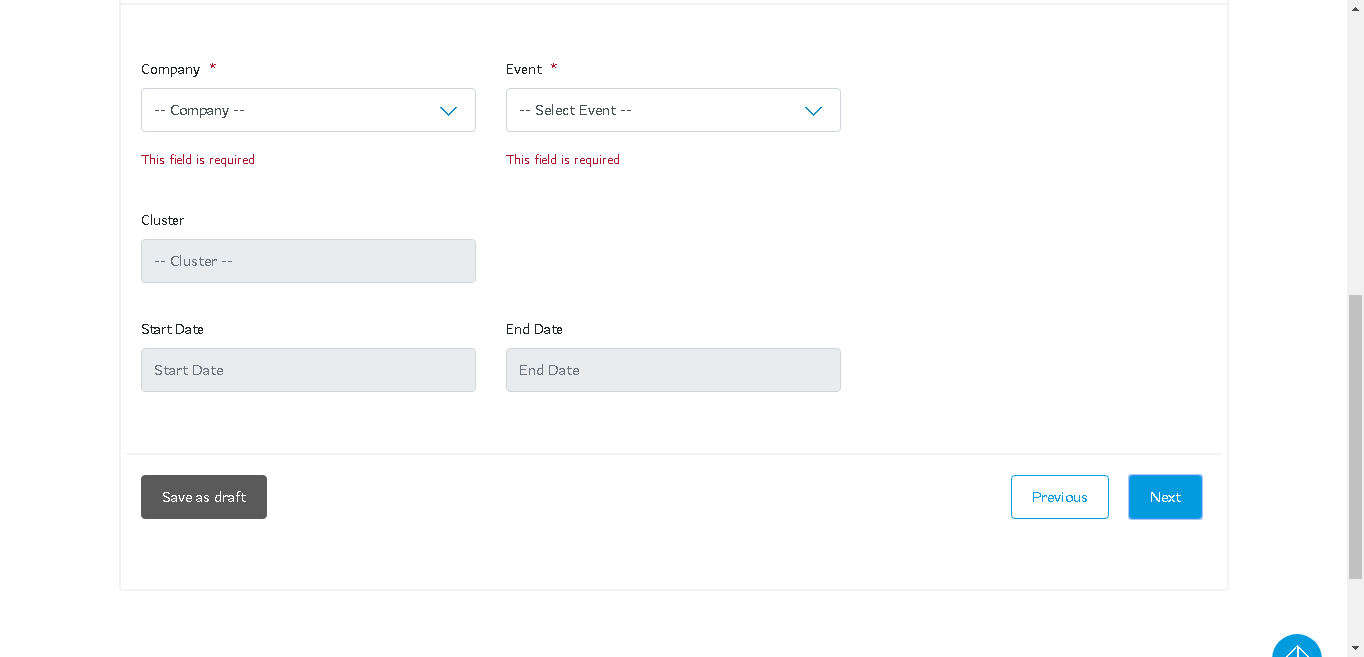 Company *
Event *
-- Company --
-- Select Event --
This field is required
This field is required
Cluster
-- Cluster --
Start Date
End Date
Start Date
End Date
Save as draft
Previous
Next